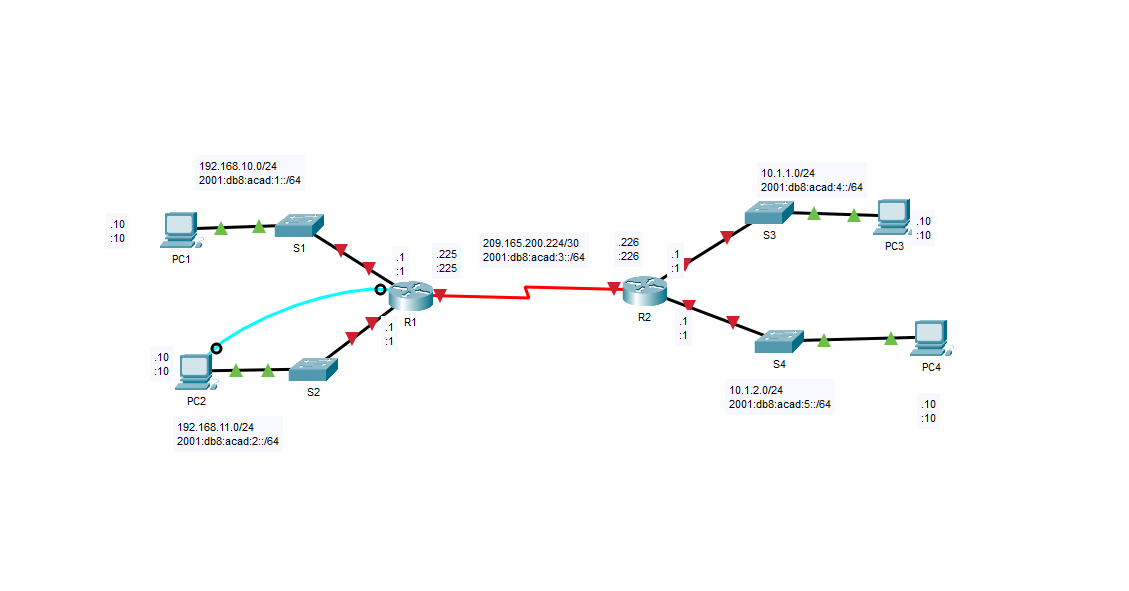 192.168.10.0/24
2001:db8:acad:1::/64
.10
:10
PC1
S1
.1
:1
.225
:225
209.165.200.224/30
2001:db8:acad:3::/64
.226
:226
.1
:1
10.1.1.0/24
2001:db8:acad:4::/64
S3
.10
:10
PC3
R1
R2
.1
:1
.1
:1
.10
:10
PC2
S2
192.168.11.0/24
2001:db8:acad:2::/64
S4
PC4
10.1.2.0/24
2001:db8:acad:5::/64
.10
:10